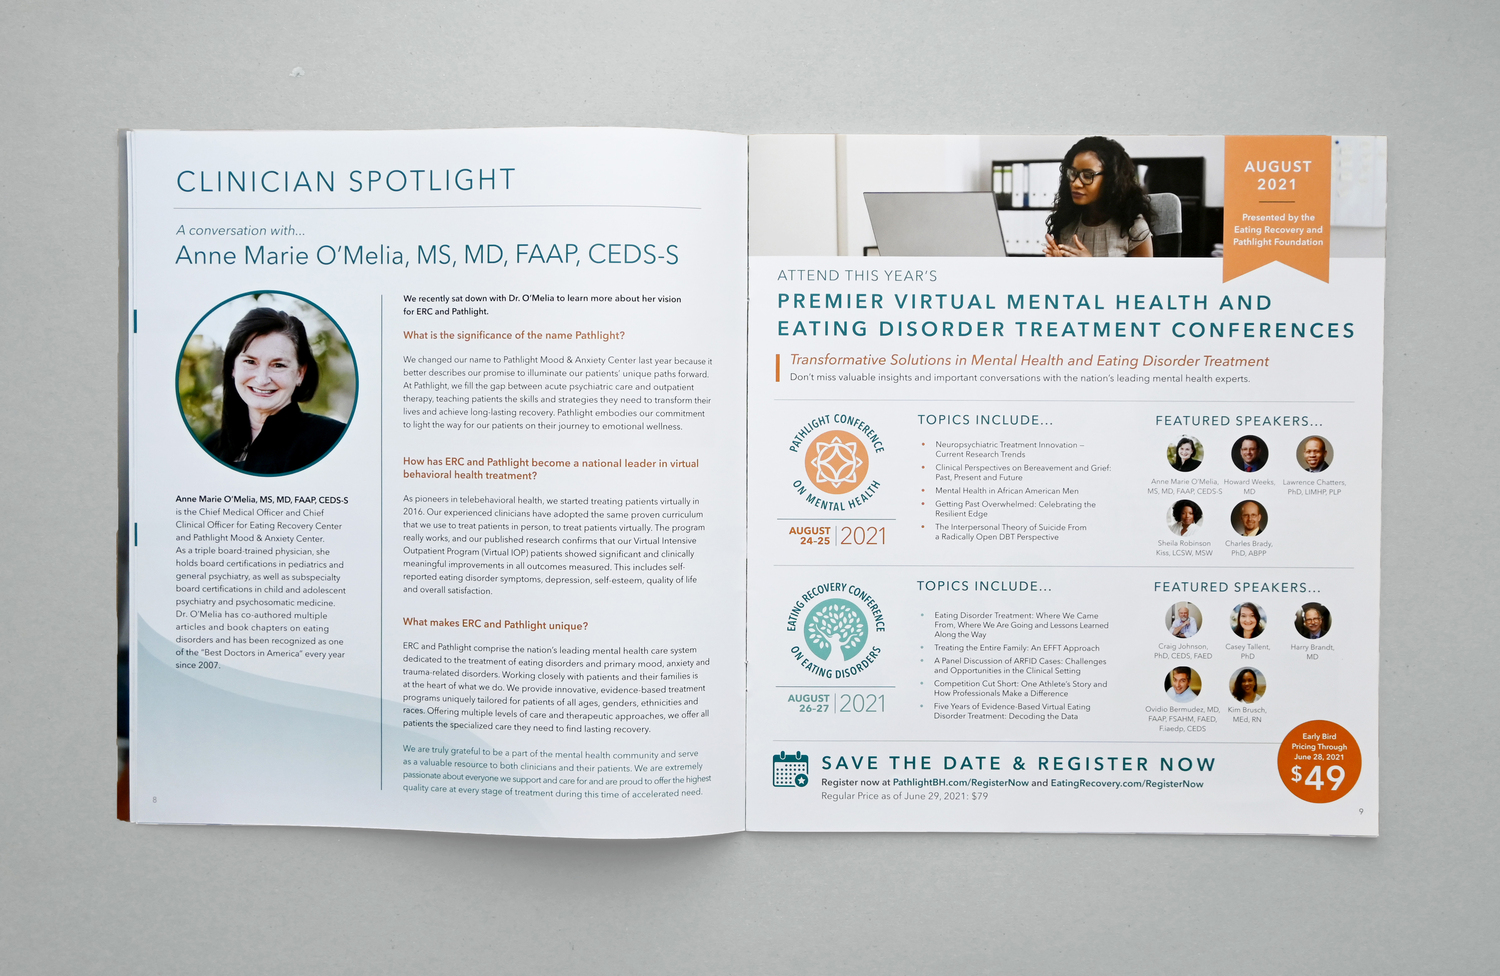 CLINICIAN SPOTLIGHT
A conversation with...
Anne Marie O'Melia, MS, MD, FAAP, CEDS-S
Anne Marie O'Melia, MS, MD, FAAP, CEDS-S
is the Chief Medical Officer and Chief
Clinical Officer for Eating Recovery Center
and Pathlight Mood & Anxiety Center.
As a triple board-trained physician, she
holds board certifications in pediatrics and
general psychiatry, as well as subspecialty
board certifications in child and adolescent
psychiatry and psychosomatic medicine.
Dr. O'Melia has co-authored multiple
articles and book chapters on eating
disorders and has been recognized as one
of the "Best Doctors in America" every year
since 2007.
We recently sat down with Dr. O'Melia to learn more about her vision
for ERC and Pathlight.
What is the significance of the name Pathlight?
We changed our name to Pathlight Mood & Anxiety Center last year because it
better describes our promise to illuminate our patients' unique paths forward.
At Pathlight, we fill the gap between acute psychiatric care and outpatient
therapy, teaching patients the skills and strategies they need to transform their
lives and achieve long-lasting recovery. Pathlight embodies our commitment
to light the way for our patients on their journey to emotional wellness.
How has ERC and Pathlight become a national leader in virtual
behavioral health treatment?
As pioneers in telebehavioral health, we started treating patients virtually in
2016. Our experienced clinicians have adopted the same proven curriculum
that we use to treat patients in person, to treat patients virtually. The program
really works, and our published research confirms that our Virtual Intensive
Outpatient Program (Virtual IOP) patients showed significant and clinically
meaningful improvements in all outcomes measured. This includes self-
reported eating disorder symptoms, depression, self-esteem, quality of life
and overall satisfaction.
What makes ERC and Pathlight unique?
ERC and Pathlight comprise the nation's leading mental health care system
dedicated to the treatment of eating disorders and primary mood, anxiety and
trauma-related disorders. Working closely with patients and their families is
at the heart of what we do. We provide innovative, evidence-based treatment
programs uniquely tailored for patients of all ages, genders, ethnicities and
races. Offering multiple levels of care and therapeutic approaches, we offer all
patients the specialized care they need to find lasting recovery.
We are truly grateful to be a part of the mental health community and serve
as a valuable resource to both clinicians and their patients. We are extremely
passionate about everyone we support and care for and are proud to offer the highest
quality care at every stage of treatment during this time of accelerated need.
8
AUGUST
2021
Presented by the
Eating Recovery and
Pathlight Foundation
ATTEND THIS YEAR'S
PREMIER VIRTUAL MENTAL HEALTH AND
EATING DISORDER TREATMENT CONFERENCES
Transformative Solutions in Mental Health and Eating Disorder Treatment
Don't miss valuable insights and important conversations with the nation's leading mental health experts.
PATHLIGHT CONFERENCE
ON MENTAL HEALTH
AUGUST
24-25
2021
TOPICS INCLUDE...
• Neuropsychiatric Treatment Innovation –
Current Research Trends
• Clinical Perspectives on Bereavement and Grief:
Past, Present and Future
• Mental Health in African American Men
• Getting Past Overwhelmed: Celebrating the
Resilient Edge
• The Interpersonal Theory of Suicide From
a Radically Open DBT Perspective
FEATURED SPEAKERS...
Anne Marie O'Melia,
MS, MD, FAAP, CEDS-S
Howard Weeks,
MD
Lawrence Chatters,
PhD, LIMHP, PLP
Sheila Robinson
Kiss, LCSW, MSW
Charles Brady,
PhD, ABPP
EATING RECOVERY CONFERENCE
ON EATING DISORDERS
AUGUST
26-27
2021
TOPICS INCLUDE...
• Eating Disorder Treatment: Where We Came
From, Where We Are Going and Lessons Learned
Along the Way
• Treating the Entire Family: An EFFT Approach
• A Panel Discussion of ARFID Cases: Challenges
and Opportunities in the Clinical Setting
• Competition Cut Short: One Athlete's Story and
How Professionals Make a Difference
• Five Years of Evidence-Based Virtual Eating
Disorder Treatment: Decoding the Data
FEATURED SPEAKERS...
Craig Johnson,
PhD, CEDS, FAED
Casey Tallent,
PhD
Harry Brandt,
MD
Ovidio Bermudez, MD,
FAAP, FSAHM, FAED,
F.iaedp, CEDS
Kim Brusch,
MEd, RN
SAVE THE DATE & REGISTER NOW
Register now at PathlightBH.com/RegisterNow and EatingRecovery.com/RegisterNow
Regular Price as of June 29, 2021: $79
Early Bird
Pricing Through
June 28, 2021
$49
9